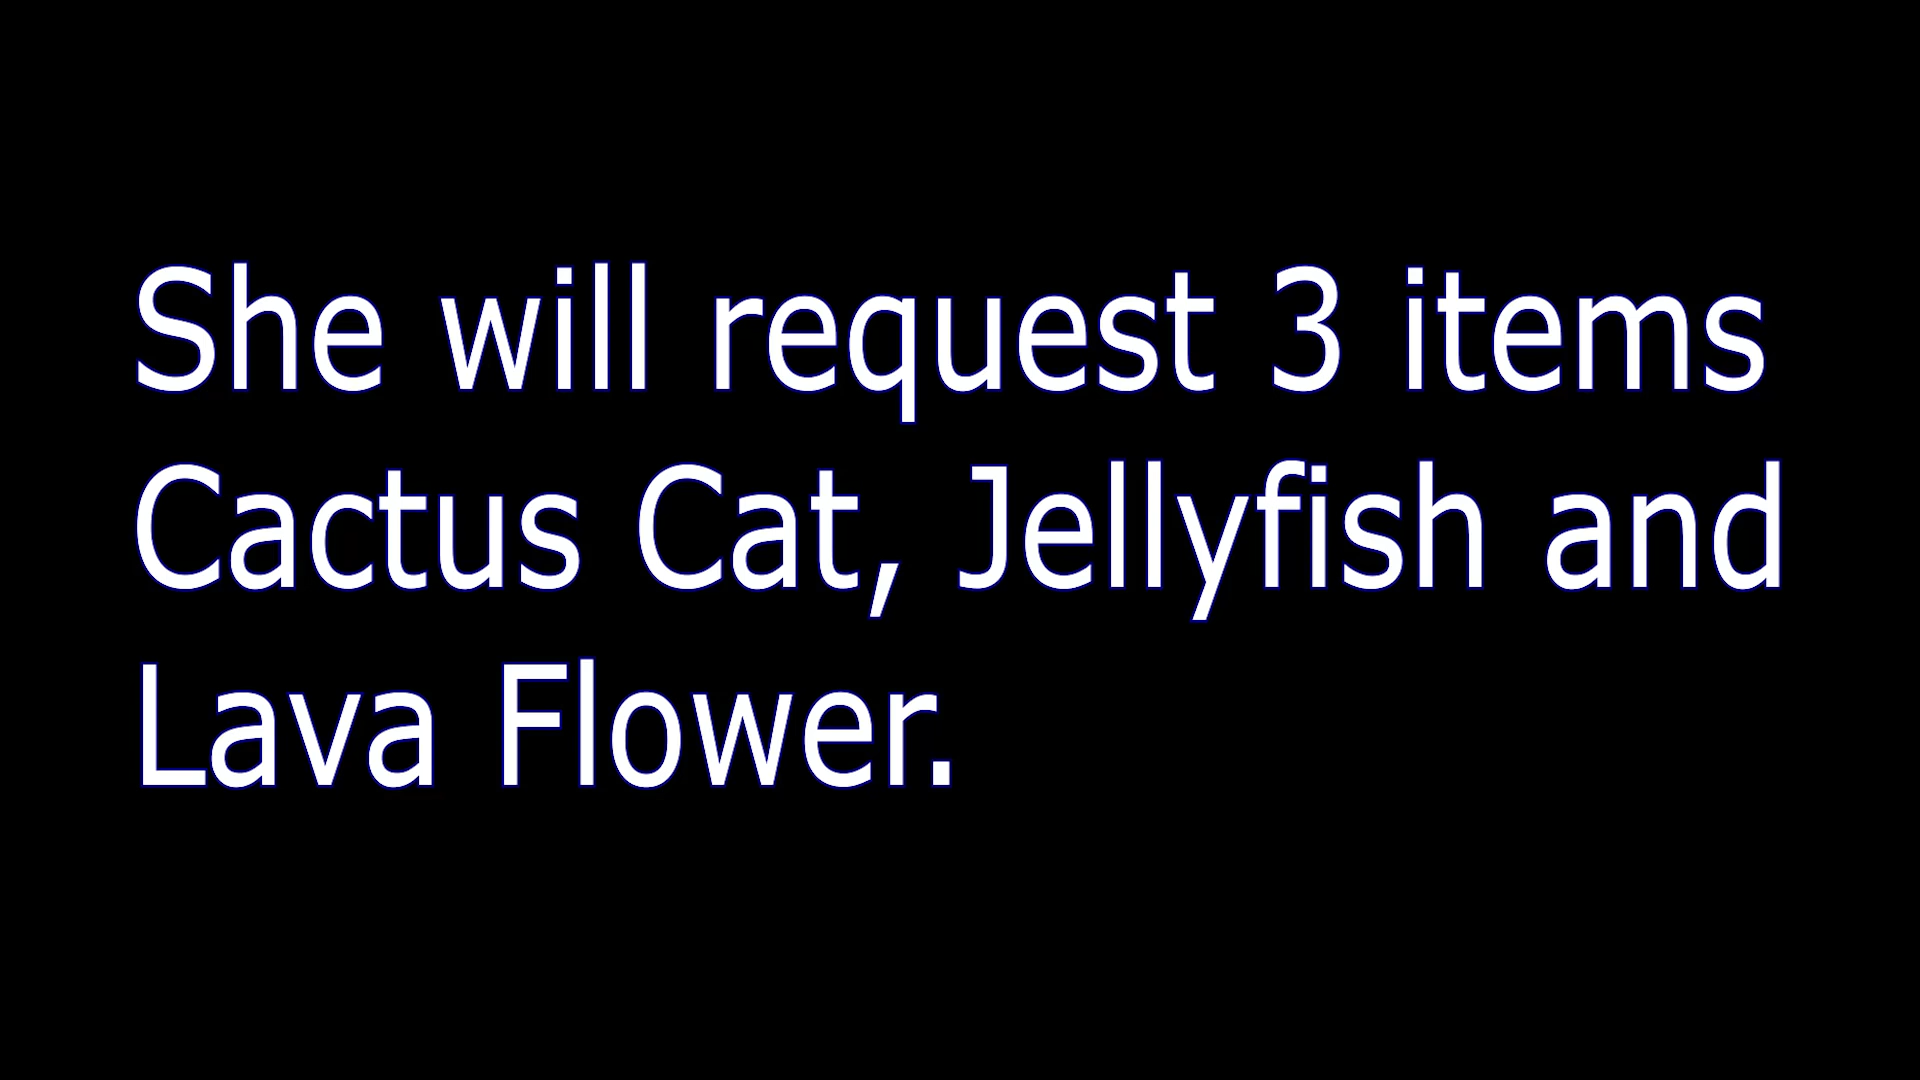 She will request 3 items
Cactus Cat, Jellyfish and
Lava Flower.